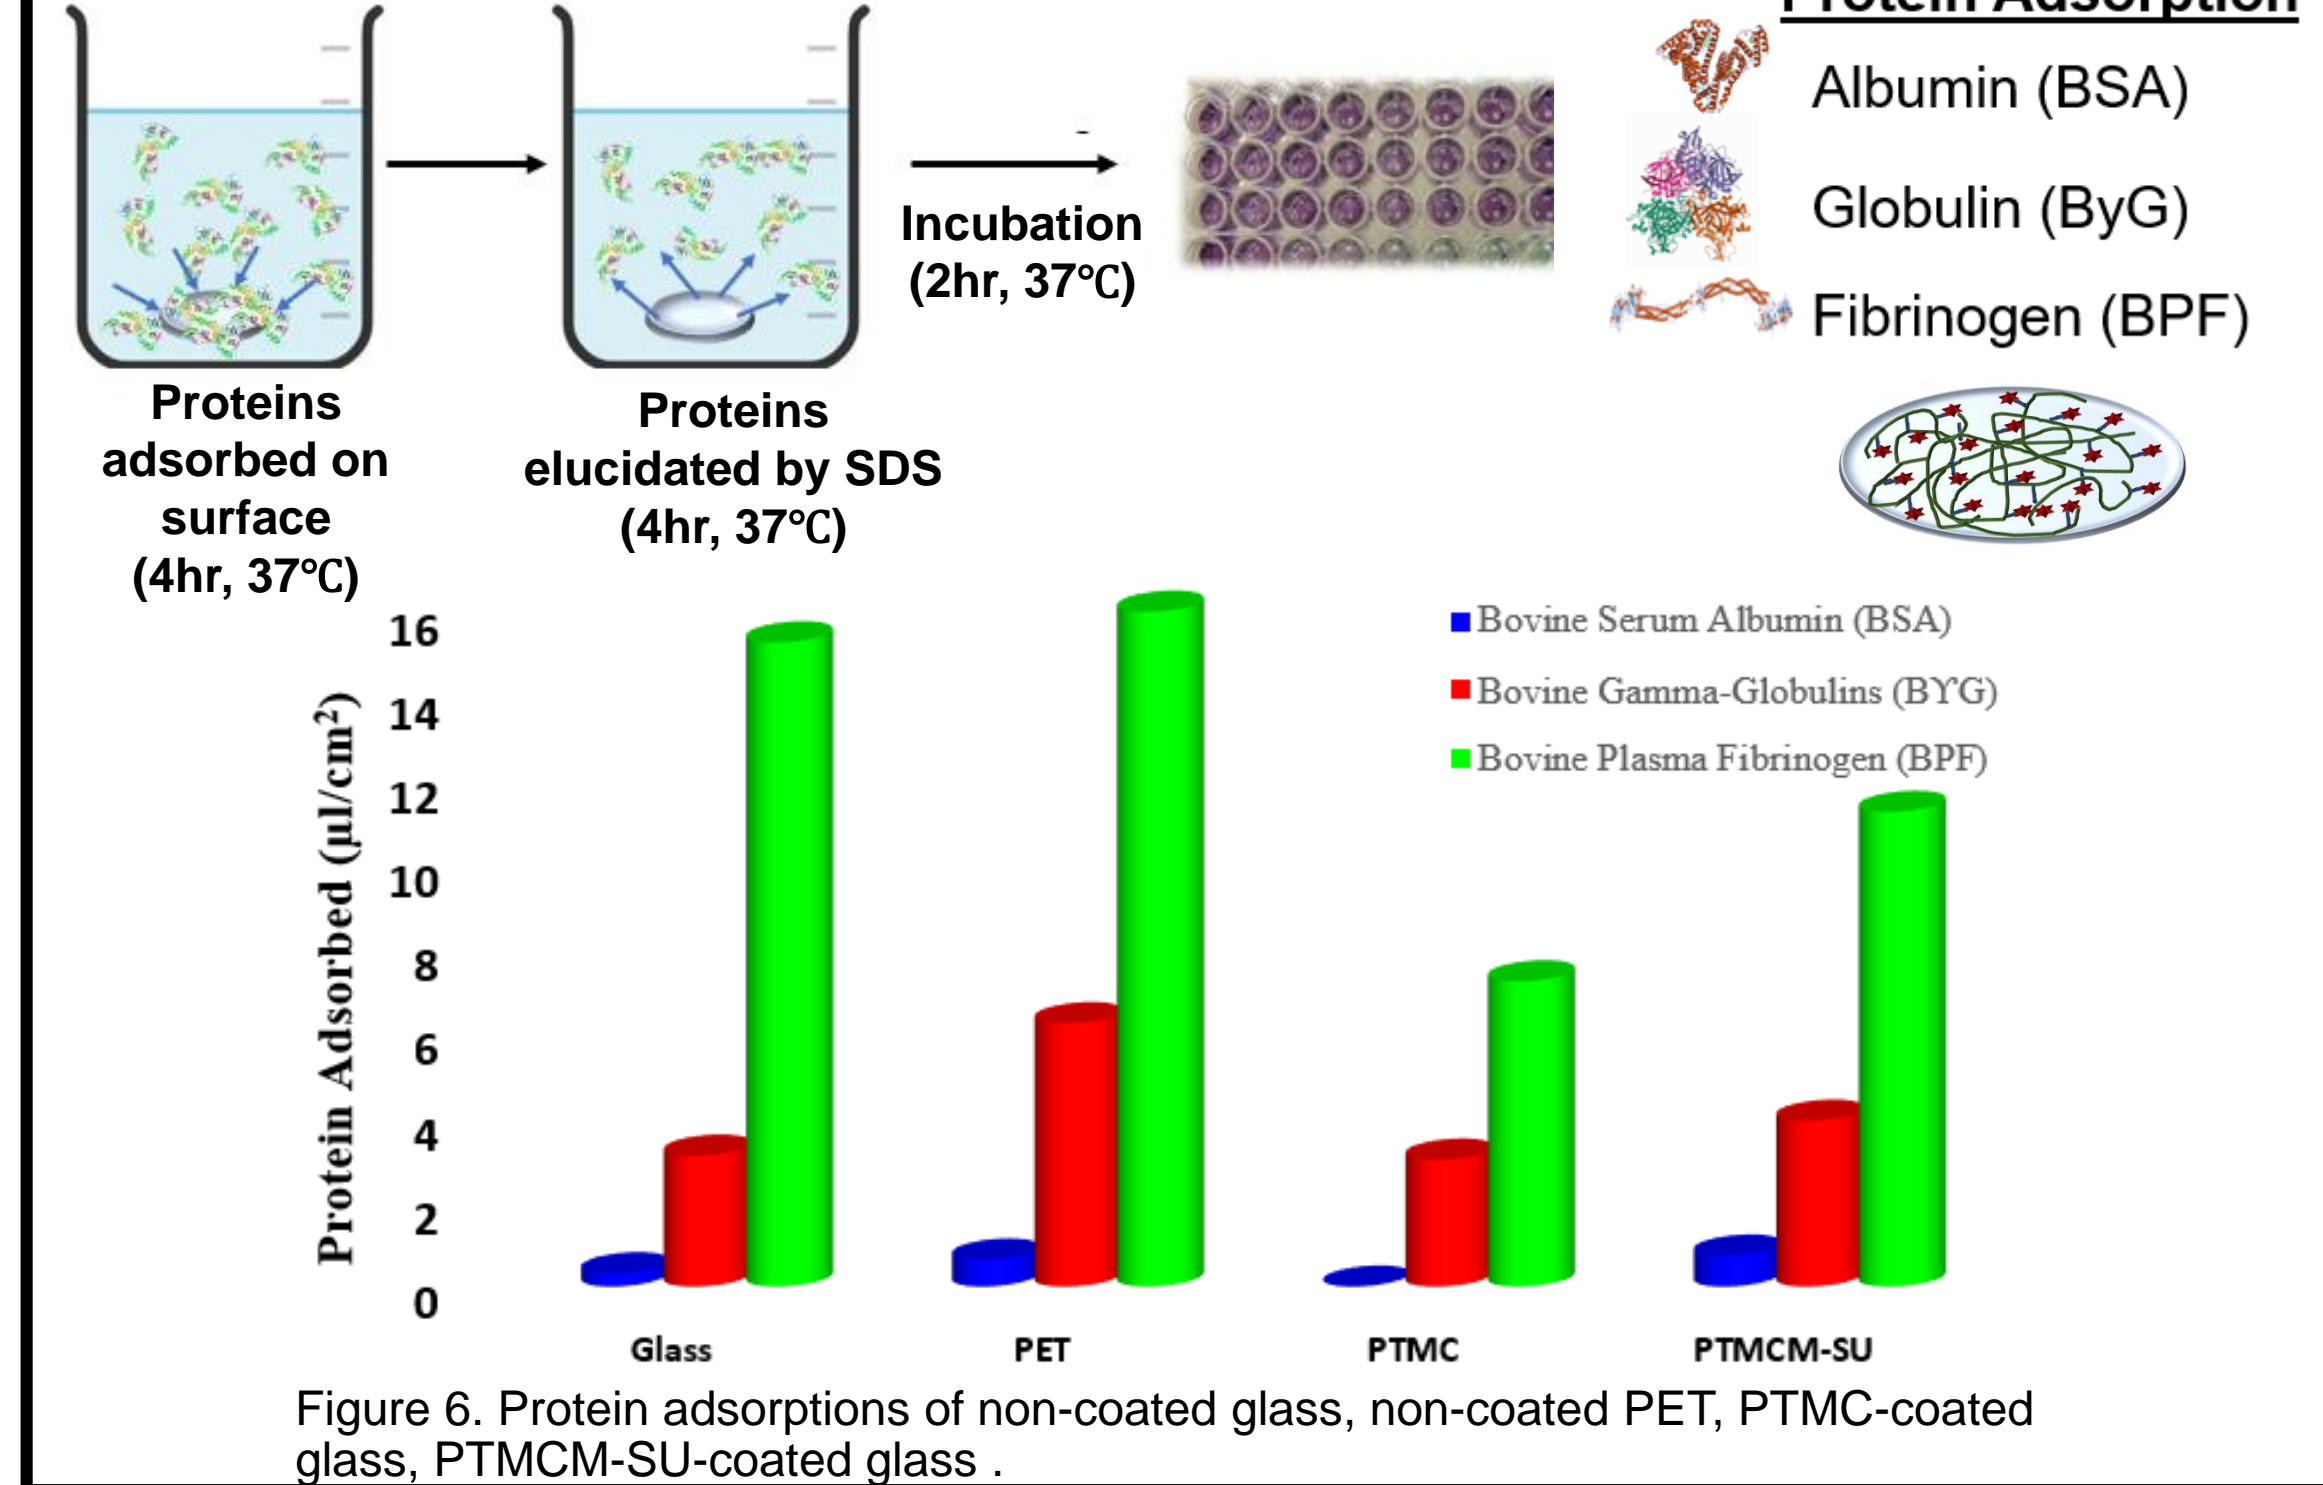 Protein Adsorption
Albumin (BSA)
Globulin (ByG)
Fibrinogen (BPF)
Incubation
(2hr, 37℃)
Proteins
adsorbed on
surface
(4hr, 37℃)
Proteins
elucidated by SDS
(4hr, 37℃)
Protein Adsorbed (µl/cm²)
16
14
12
10
8
6
4
2
0
Bovine Serum Albumin (BSA)
Bovine Gamma-Globulins (BϒG)
Bovine Plasma Fibrinogen (BPF)
Glass
PET
PTMC
PTMCM-SU
Figure 6. Protein adsorptions of non-coated glass, non-coated PET, PTMC-coated
glass, PTMCM-SU-coated glass .